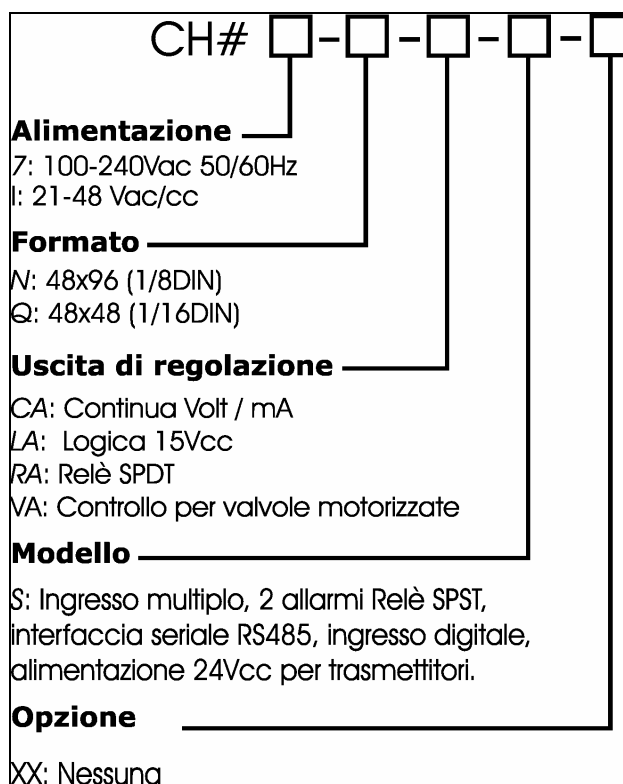 CH# □-□-□-□-□
Alimentazione
7: 100-240Vac 50/60Hz
I: 21-48 Vac/cc
Formato
N: 48x96 (1/8DIN)
Q: 48x48 (1/16DIN)
Uscita di regolazione
CA: Continua Volt / mA
LA: Logica 15Vcc
RA: Relè SPDT
VA: Controllo per valvole motorizzate
Modello
S: Ingresso multiplo, 2 allarmi Relè SPST,
interfaccia seriale RS485, ingresso digitale,
alimentazione 24Vcc per trasmettitori.
Opzione
XX: Nessuna